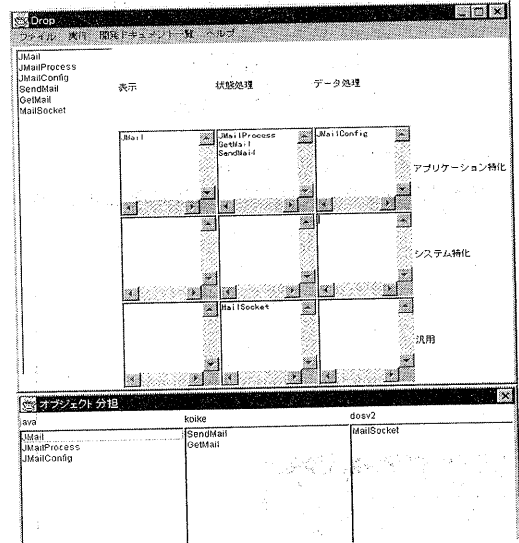 Drop
ファイル 実行 開発ドキュメント一覧 ヘルプ
JMail
JMailProcess
JMailConfig
SendMail
GetMail
MailSocket
表示 状態処理 データ処理
JMail
JMailProcess
GetMail
SendMail
JMailConfig
アプリケーション特化
システム特化
MailSocket
汎用
オブジェクト分担
ava koike dosv2
JMail
JMailProcess
JMailConfig
SendMail
GetMail
MailSocket